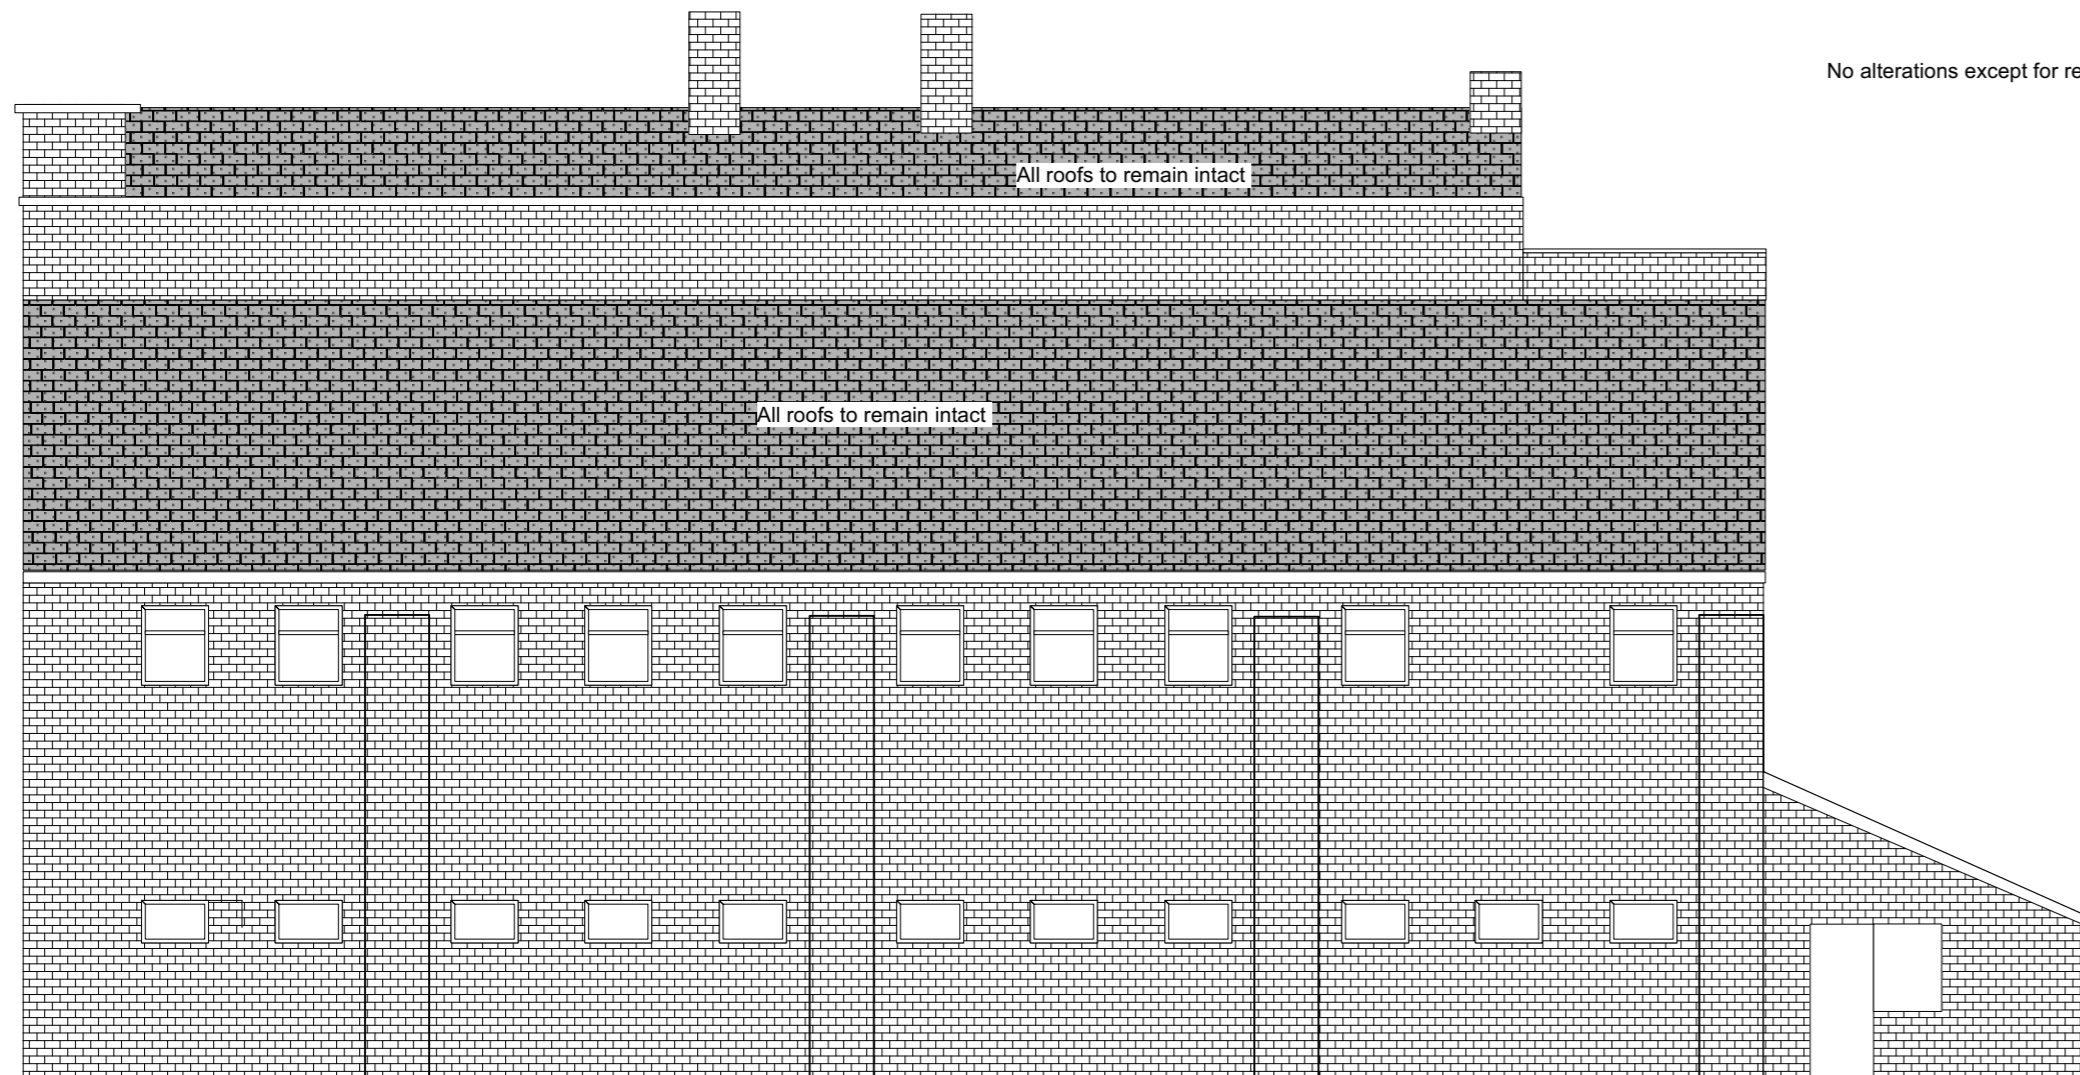 No alterations except for re
All roofs to remain intact
All roofs to remain intact